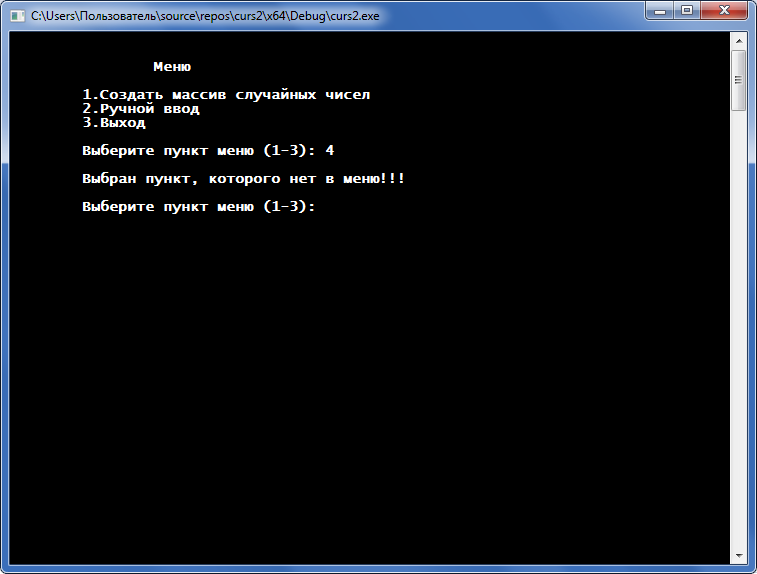 C:\Users\Пользователь\source\repos\curs2\x64\Debug\curs2.exe
Меню
1.Создать массив случайных чисел
2.Ручной ввод
3.Выход
Выберите пункт меню (1-3): 4
Выбран пункт, которого нет в меню!!!
Выберите пункт меню (1-3):